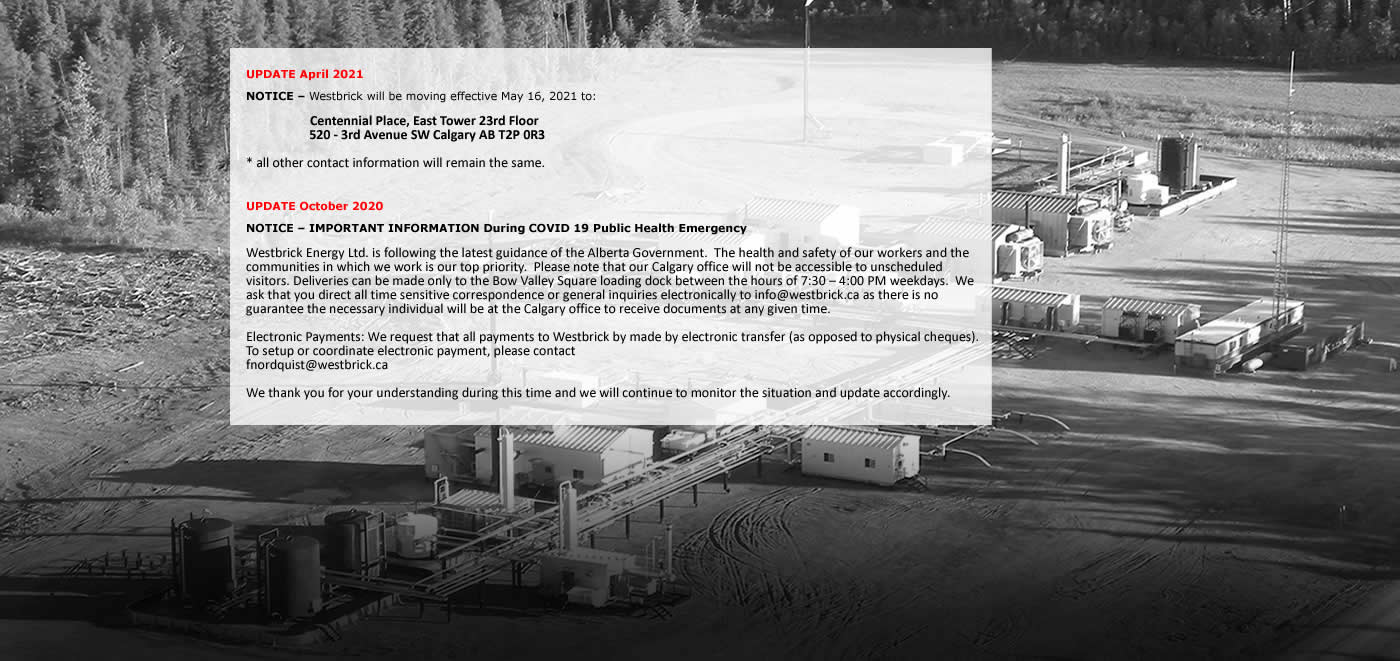 UPDATE April 2021
NOTICE – Westbrick will be moving effective May 16, 2021 to:
Centennial Place, East Tower 23rd Floor
520 - 3rd Avenue SW Calgary AB T2P 0R3
* all other contact information will remain the same.
UPDATE October 2020
NOTICE – IMPORTANT INFORMATION During COVID 19 Public Health Emergency
Westbrick Energy Ltd. is following the latest guidance of the Alberta Government.  The health and safety of our workers and the
communities in which we work is our top priority.  Please note that our Calgary office will not be accessible to unscheduled
visitors. Deliveries can be made only to the Bow Valley Square loading dock between the hours of 7:30 – 4:00 PM weekdays.  We
ask that you direct all time sensitive correspondence or general inquiries electronically to info@westbrick.ca as there is no
guarantee the necessary individual will be at the Calgary office to receive documents at any given time.
Electronic Payments: We request that all payments to Westbrick by made by electronic transfer (as opposed to physical cheques).
To setup or coordinate electronic payment, please contact
fnordquist@westbrick.ca
We thank you for your understanding during this time and we will continue to monitor the situation and update accordingly.